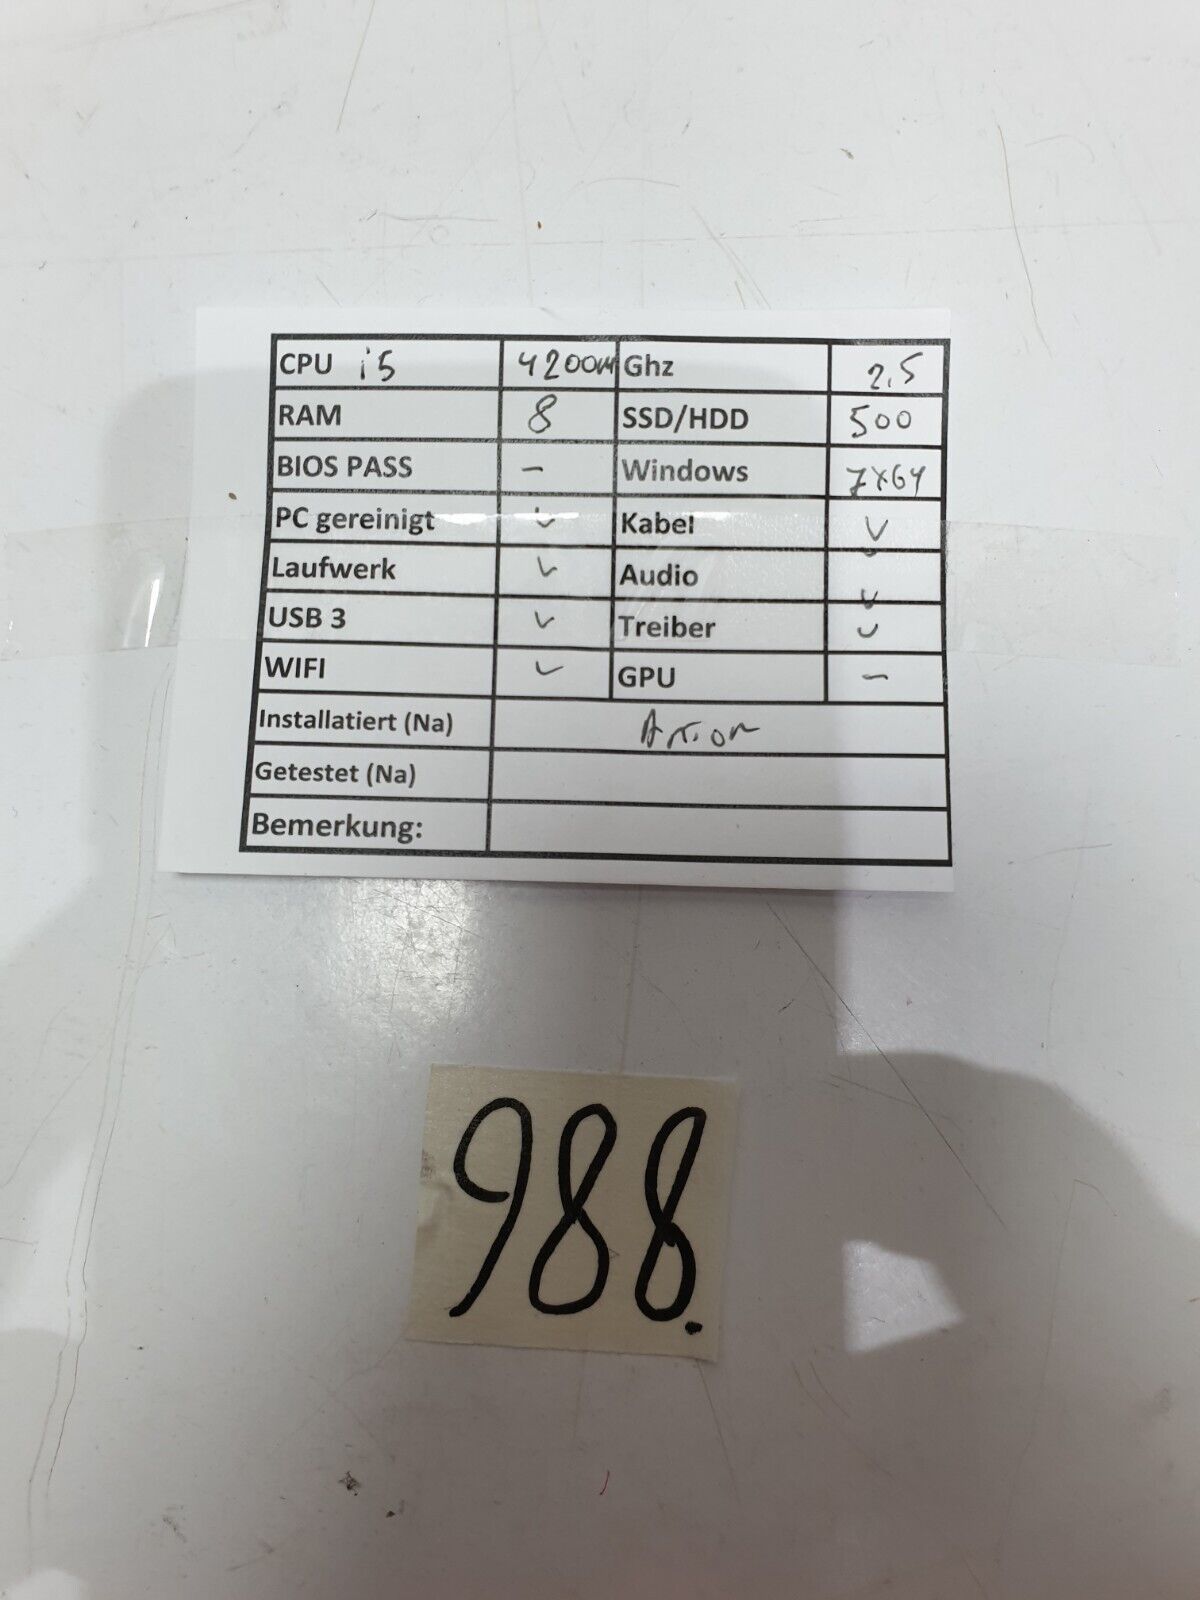 CPU i5 4200M Ghz 2.5
RAM 8 SSD/HDD 500
BIOS PASS – Windows 7x64
PC gereinigt ✓ Kabel ✓
Laufwerk ✓ Audio ✓
USB 3 ✓ Treiber ✓
WIFI ✓ GPU –
Installatiert (Na)
Getestet (Na)
Bemerkung:
988.